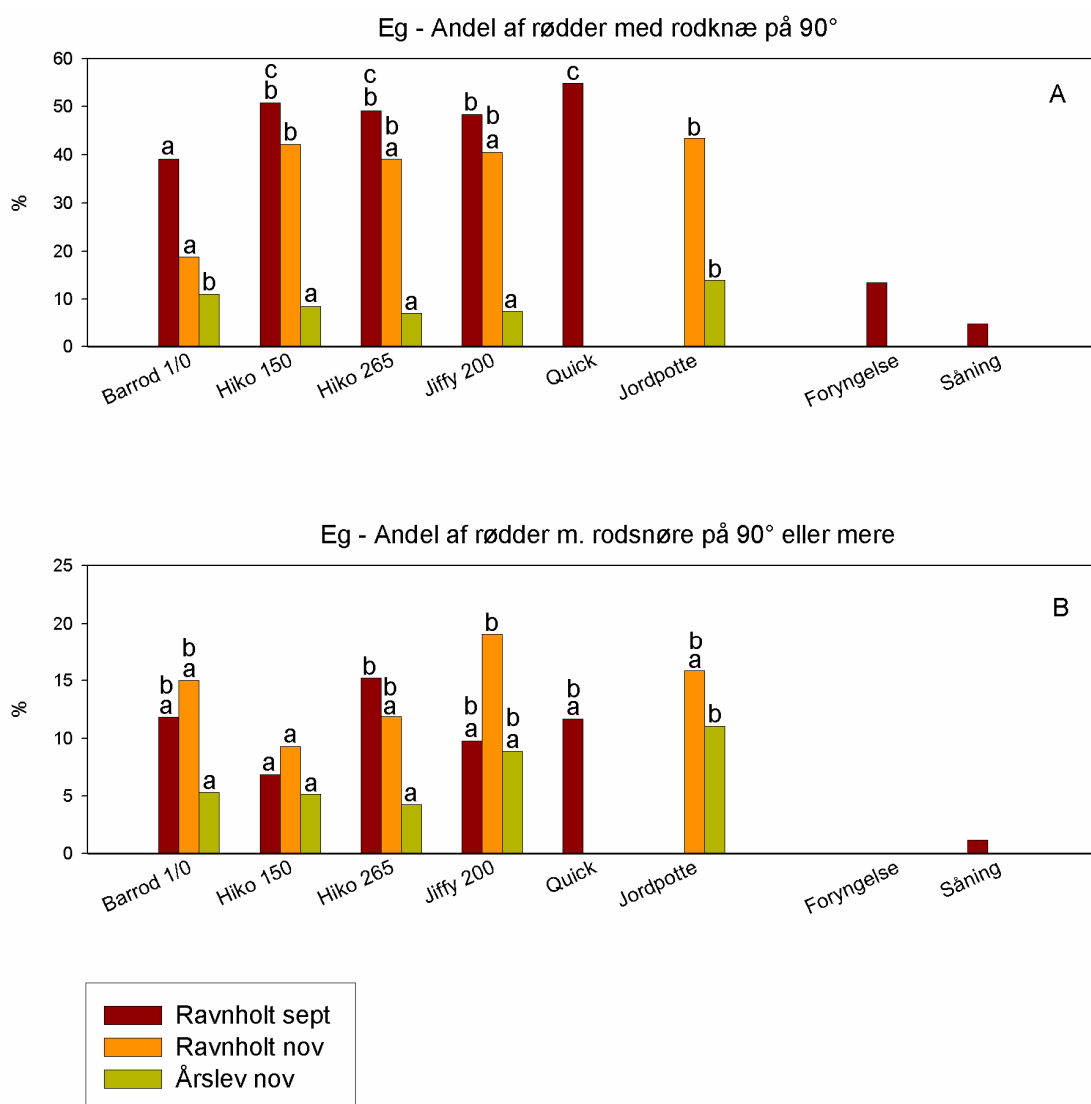 Eg - Andel af rødder med rodknæ på 90°
A
60
50
40
30
20
10
0
%
a
a
b
c
b
b
a
c
b
b
a
a
b
b
a
a
c
b
b
Barrod 1/0
Hiko 150
Hiko 265
Jiffy 200
Quick
Jordpotte
Foryngelse
Såning
Eg - Andel af rødder m. rodsnøre på 90° eller mere
B
25
20
15
10
5
0
%
b
a
b
a
a
a
a
a
b
b
a
a
b
a
b
b
a
b
a
b
a
b
Barrod 1/0
Hiko 150
Hiko 265
Jiffy 200
Quick
Jordpotte
Foryngelse
Såning
Ravnholt sept
Ravnholt nov
Årslev nov